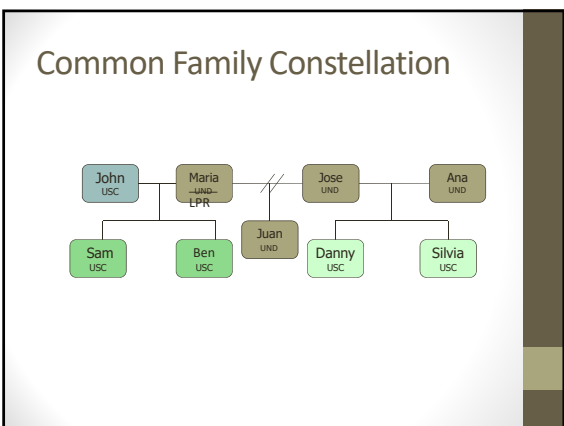 Common Family Constellation
John
USC
Maria
UND
LPR
Jose
UND
Ana
UND
Juan
UND
Sam
USC
Ben
USC
Danny
USC
Silvia
USC